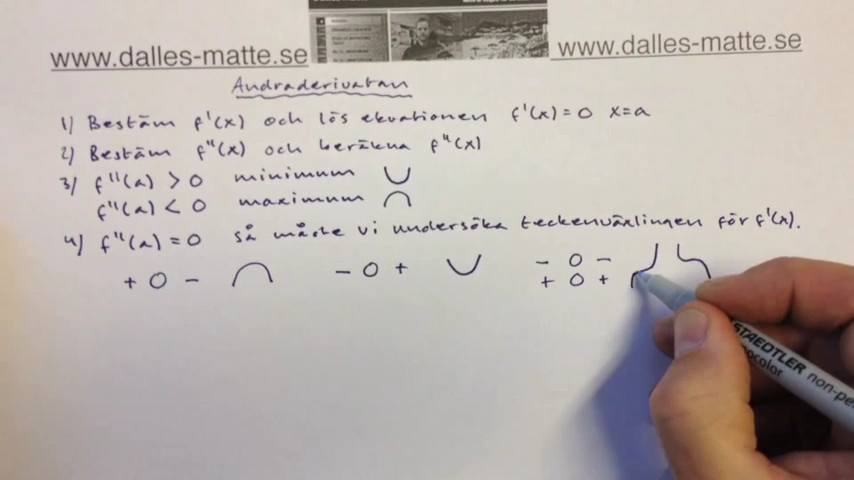 www.dalles-matte.se
www.dalles-matte.se
Andraderivatan
1) Bestäm f'(x) och lös ekvationen f'(x)=0 x=a
2) Bestäm f"(x) och beräkna f"(x)
3) f"(a) > 0 minimum
f"(a) < 0 maximum
4) f"(a) = 0 så måste vi undersöka teckenväxlingen för f'(x).
+ 0 - - 0 + - 0 -
+ 0 +
STAEDTLER non-pe
ocolor